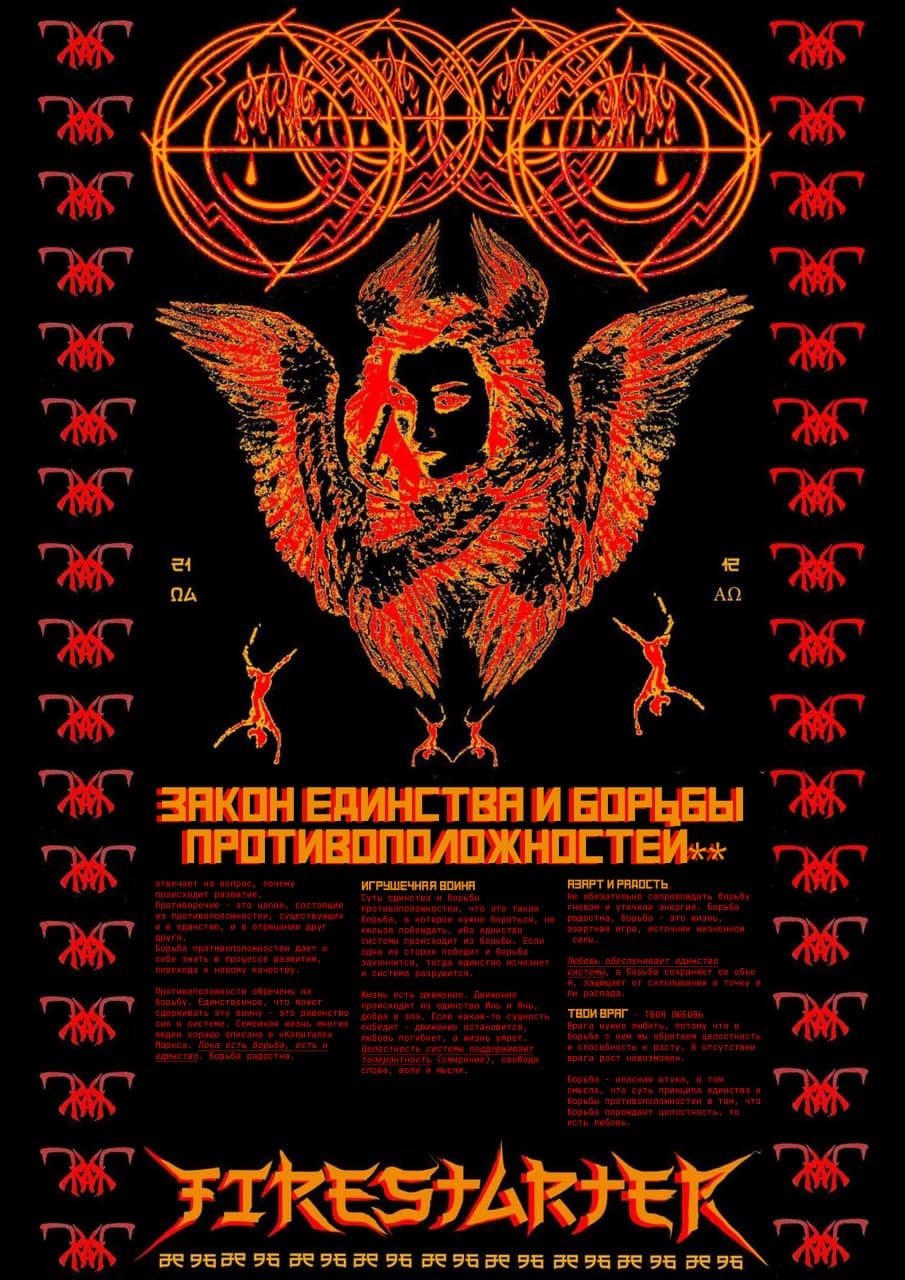 21
ΩΔ
12
ΑΩ
ЗАКОН ЕДИНСТВА И БОРЬБЫ
ПРОТИВОПОЛОЖНОСТЕЙ**
отвечает на вопрос, почему
происходит развитие.
Противоречие - это целое, состоящие
из противоположностей, существующих
и в единстве, и в отрицании друг
друга.
Борьба противоположностей дает о
себе знать в процессе развития,
перехода к новому качеству.
Противоположности обречены на
борьбу. Единственное, что может
сдерживать эту войну - это равенство
сил в системе. Семейная жизнь многих
людей хорошо описана в «Капитале»
Маркса. Пока есть борьба, есть и
единство. Борьба радостна.
ИГРУШЕЧНАЯ ВОИНА
Суть единства и борьбы
противоположностей, что это такая
борьба, в которой нужно бороться, но
нельзя побеждать, ибо единство
системы происходит из борьбы. Если
одна из сторон победит и борьба
закончится, тогда единство исчезнет
и система разрушится.
Жизнь есть движение. Движение
происходит из единства Инь и Янь,
добра и зла. Если какая-то сущность
победит - движение остановится,
любовь погибнет, а жизнь умрет.
Целостность системы поддерживает
толерантность (смирение), свобода
слова, воли и мысли.
АЗАРТ И РАДОСТЬ
Не обязательно сопровождать борьбу
гневом и утечкой энергии. Борьба
радостна, борьба - это жизнь,
азартная игра, источник жизненной
силы.
Любовь обеспечивает единство
системы, а борьба сохраняет ее объе
м, защищает от схлопывания в точку и
ли распада.
ТВОЙ ВРАГ - ТВОЯ ЛЮБОВЬ
Врага нужно любить, потому что в
борьбе с ним мы обретаем целостность
и способность к росту. В отсутствии
врага рост невозможен.
Борьба - опасная штука, в том
смысле, что суть принципа единства и
борьбы противоположностей в том, что
борьба порождает целостность, то
есть любовь.
FIRESTARTER